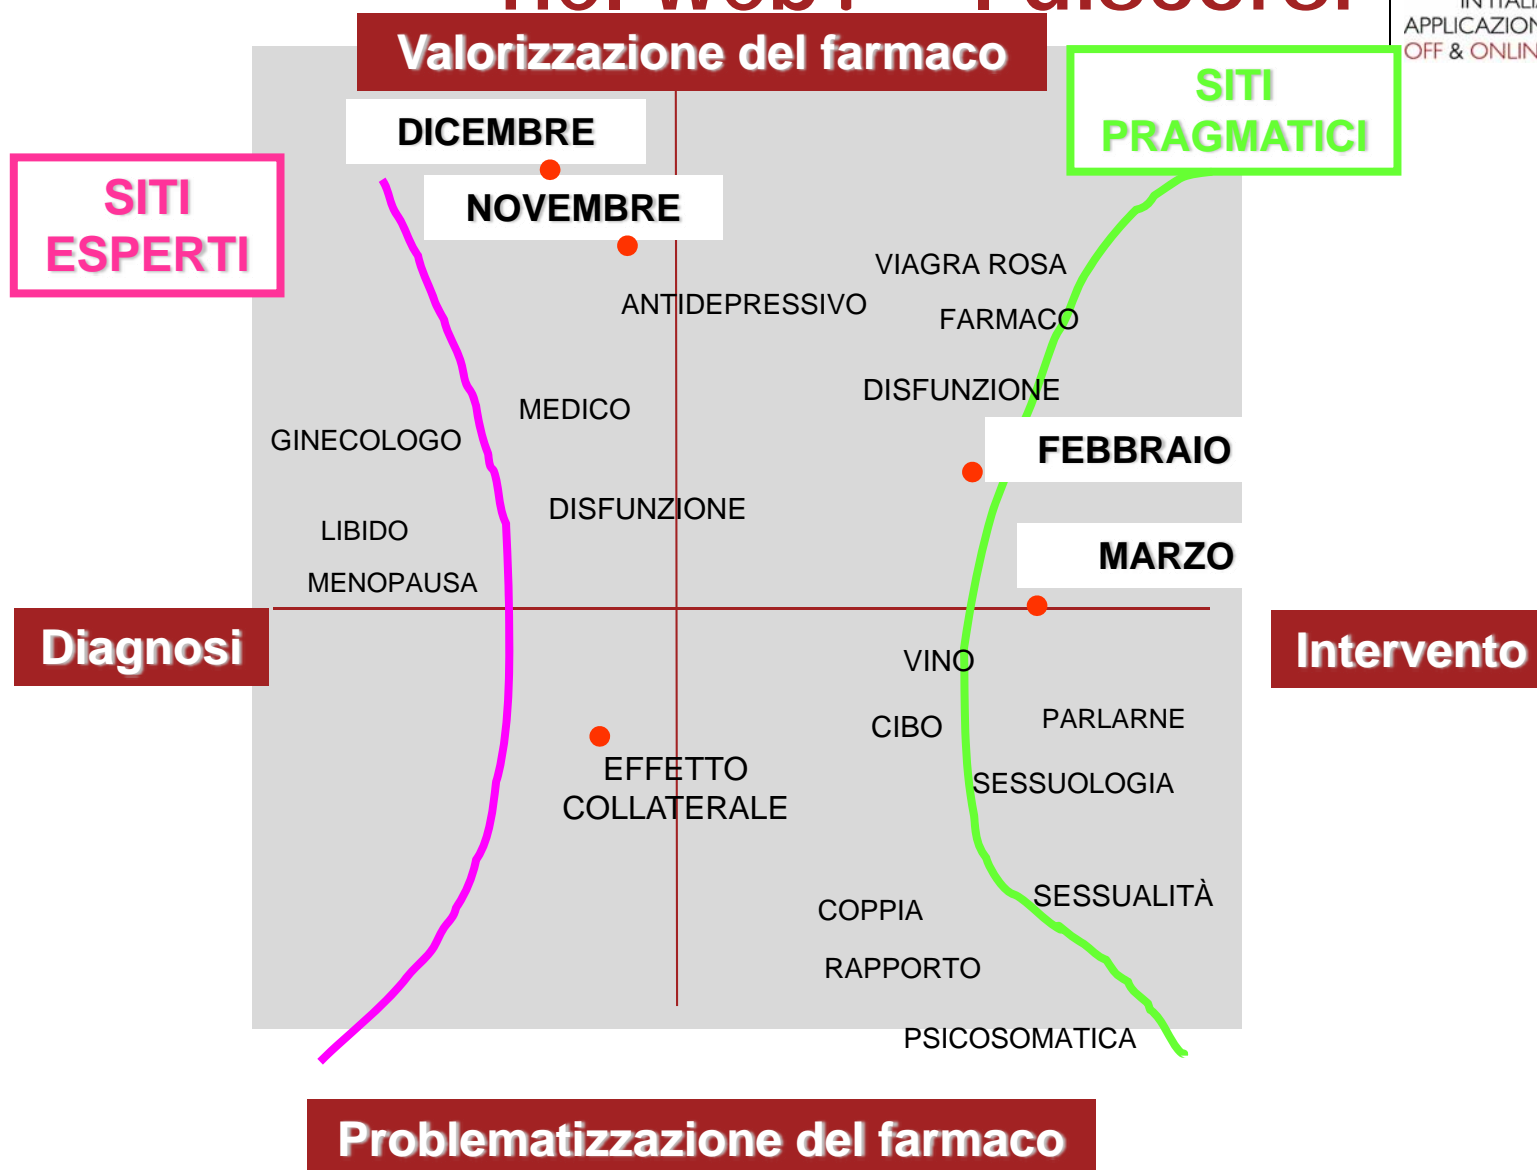 IN ITALIA
APPLICAZION
OFF & ONLIN
Valorizzazione del farmaco
SITI
PRAGMATICI
DICEMBRE
SITI
ESPERTI
NOVEMBRE
VIAGRA ROSA
ANTIDEPRESSIVO
FARMACO
DISFUNZIONE
MEDICO
GINECOLOGO
FEBBRAIO
DISFUNZIONE
LIBIDO
MARZO
MENOPAUSA
Diagnosi
Intervento
VINO
CIBO
PARLARNE
EFFETTO
COLLATERALE
SESSUOLOGIA
COPPIA
SESSUALITÀ
RAPPORTO
PSICOSOMATICA
Problematizzazione del farmaco